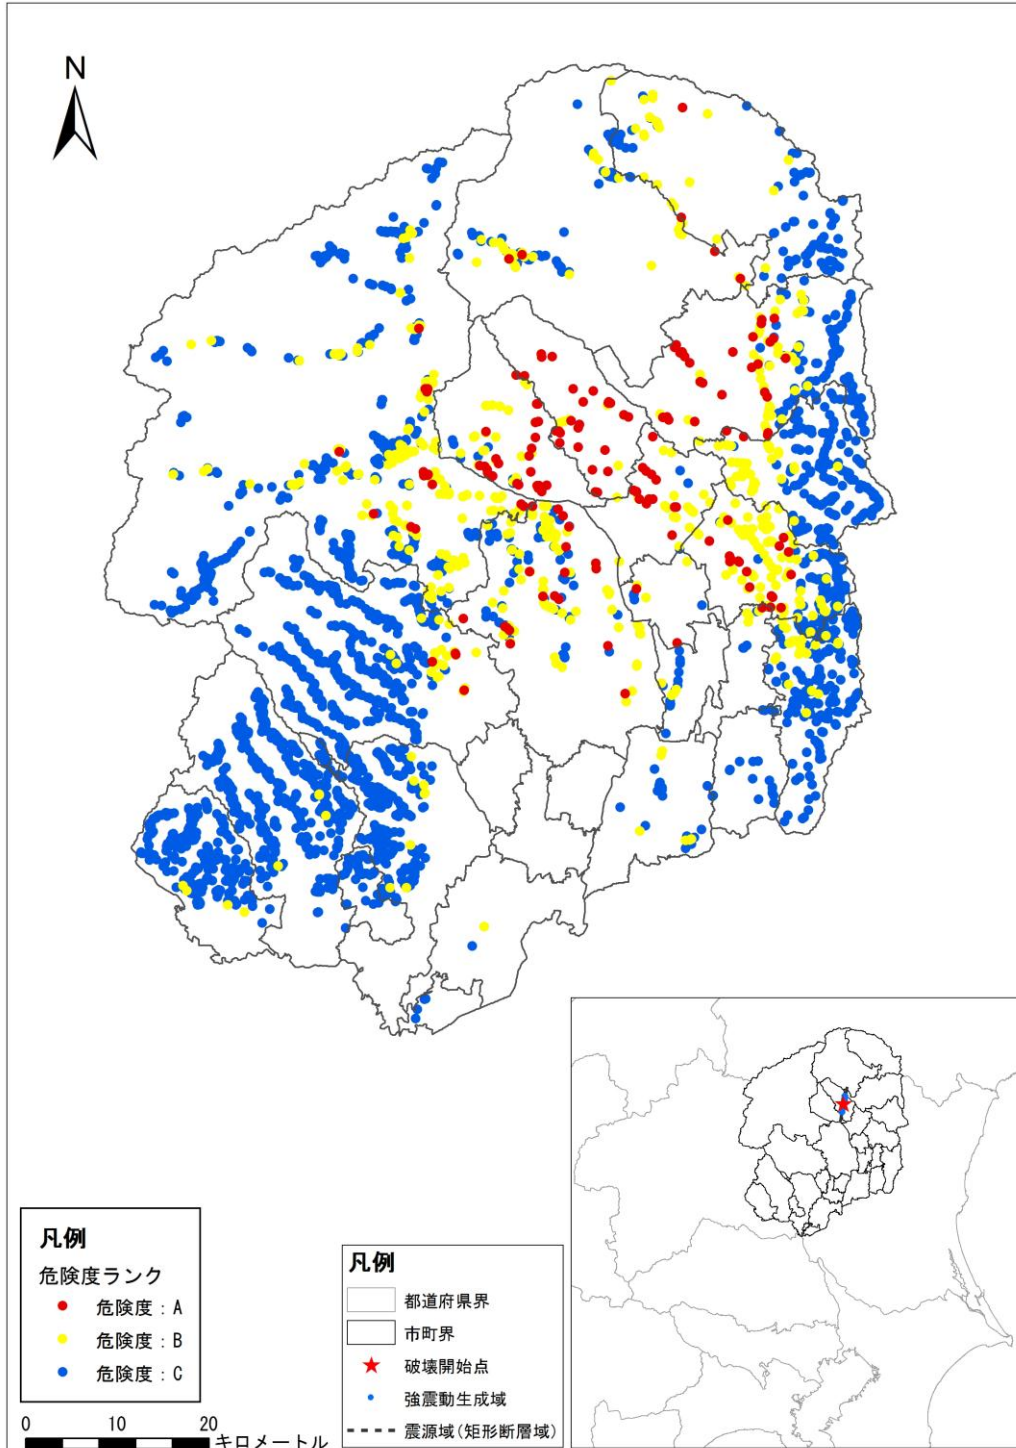 N
凡例
危険度ランク
危険度：A
危険度：B
危険度：C
0 10 20
キロメートル
凡例
都道府県界
市町界
破壊開始点
強震動生成域
震源域(矩形断層域)